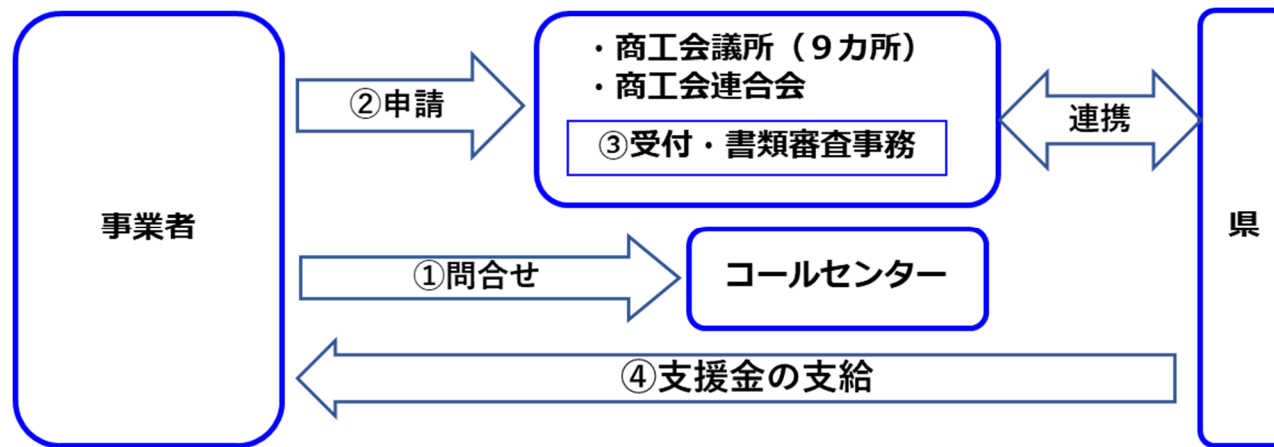 ・商工会議所（９カ所）
・商工会連合会
②申請
③受付・書類審査事務
連携
事業者
県
①問合せ
コールセンター
④支援金の支給